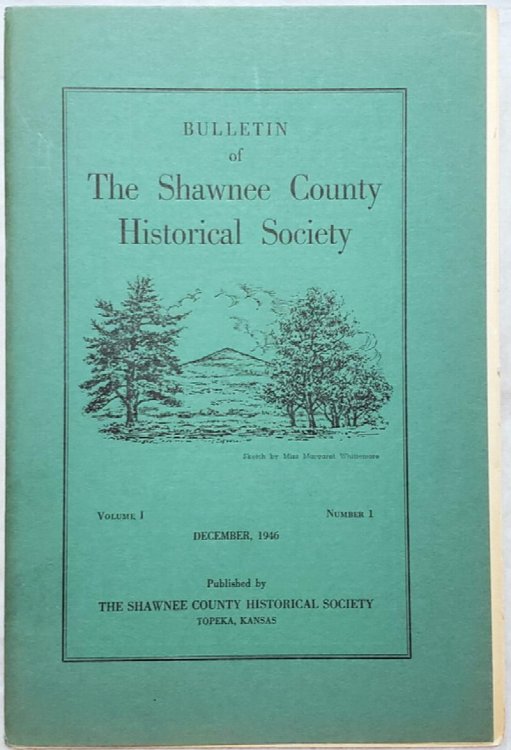 BULLETIN
of
The Shawnee County
Historical Society
Sketch by Miss Margaret Whittemore
VOLUME I
NUMBER 1
DECEMBER, 1946
Published by
THE SHAWNEE COUNTY HISTORICAL SOCIETY
TOPEKA, KANSAS